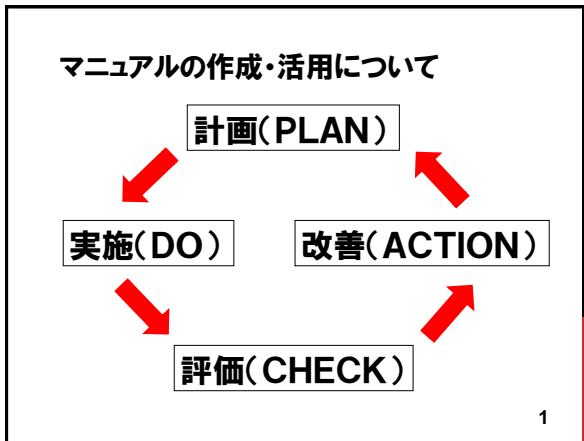 マニュアルの作成・活用について
計画(PLAN)
実施(DO)
改善(ACTION)
評価(CHECK)
1